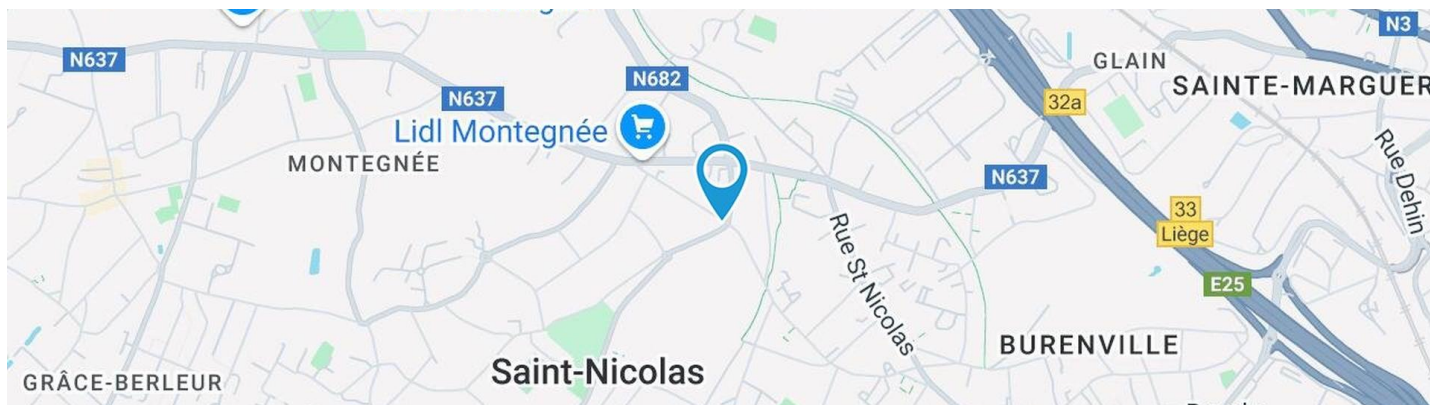 N3
N637
GLAIN
N682
SAINTE-MARGUER
N637
32a
Lidl Montegnée
MONTEGNÉE
Rue Dehin
N637
33
Liège
Rue St Nicolas
E25
BURENVILLE
Saint-Nicolas
GRÂCE-BERLEUR